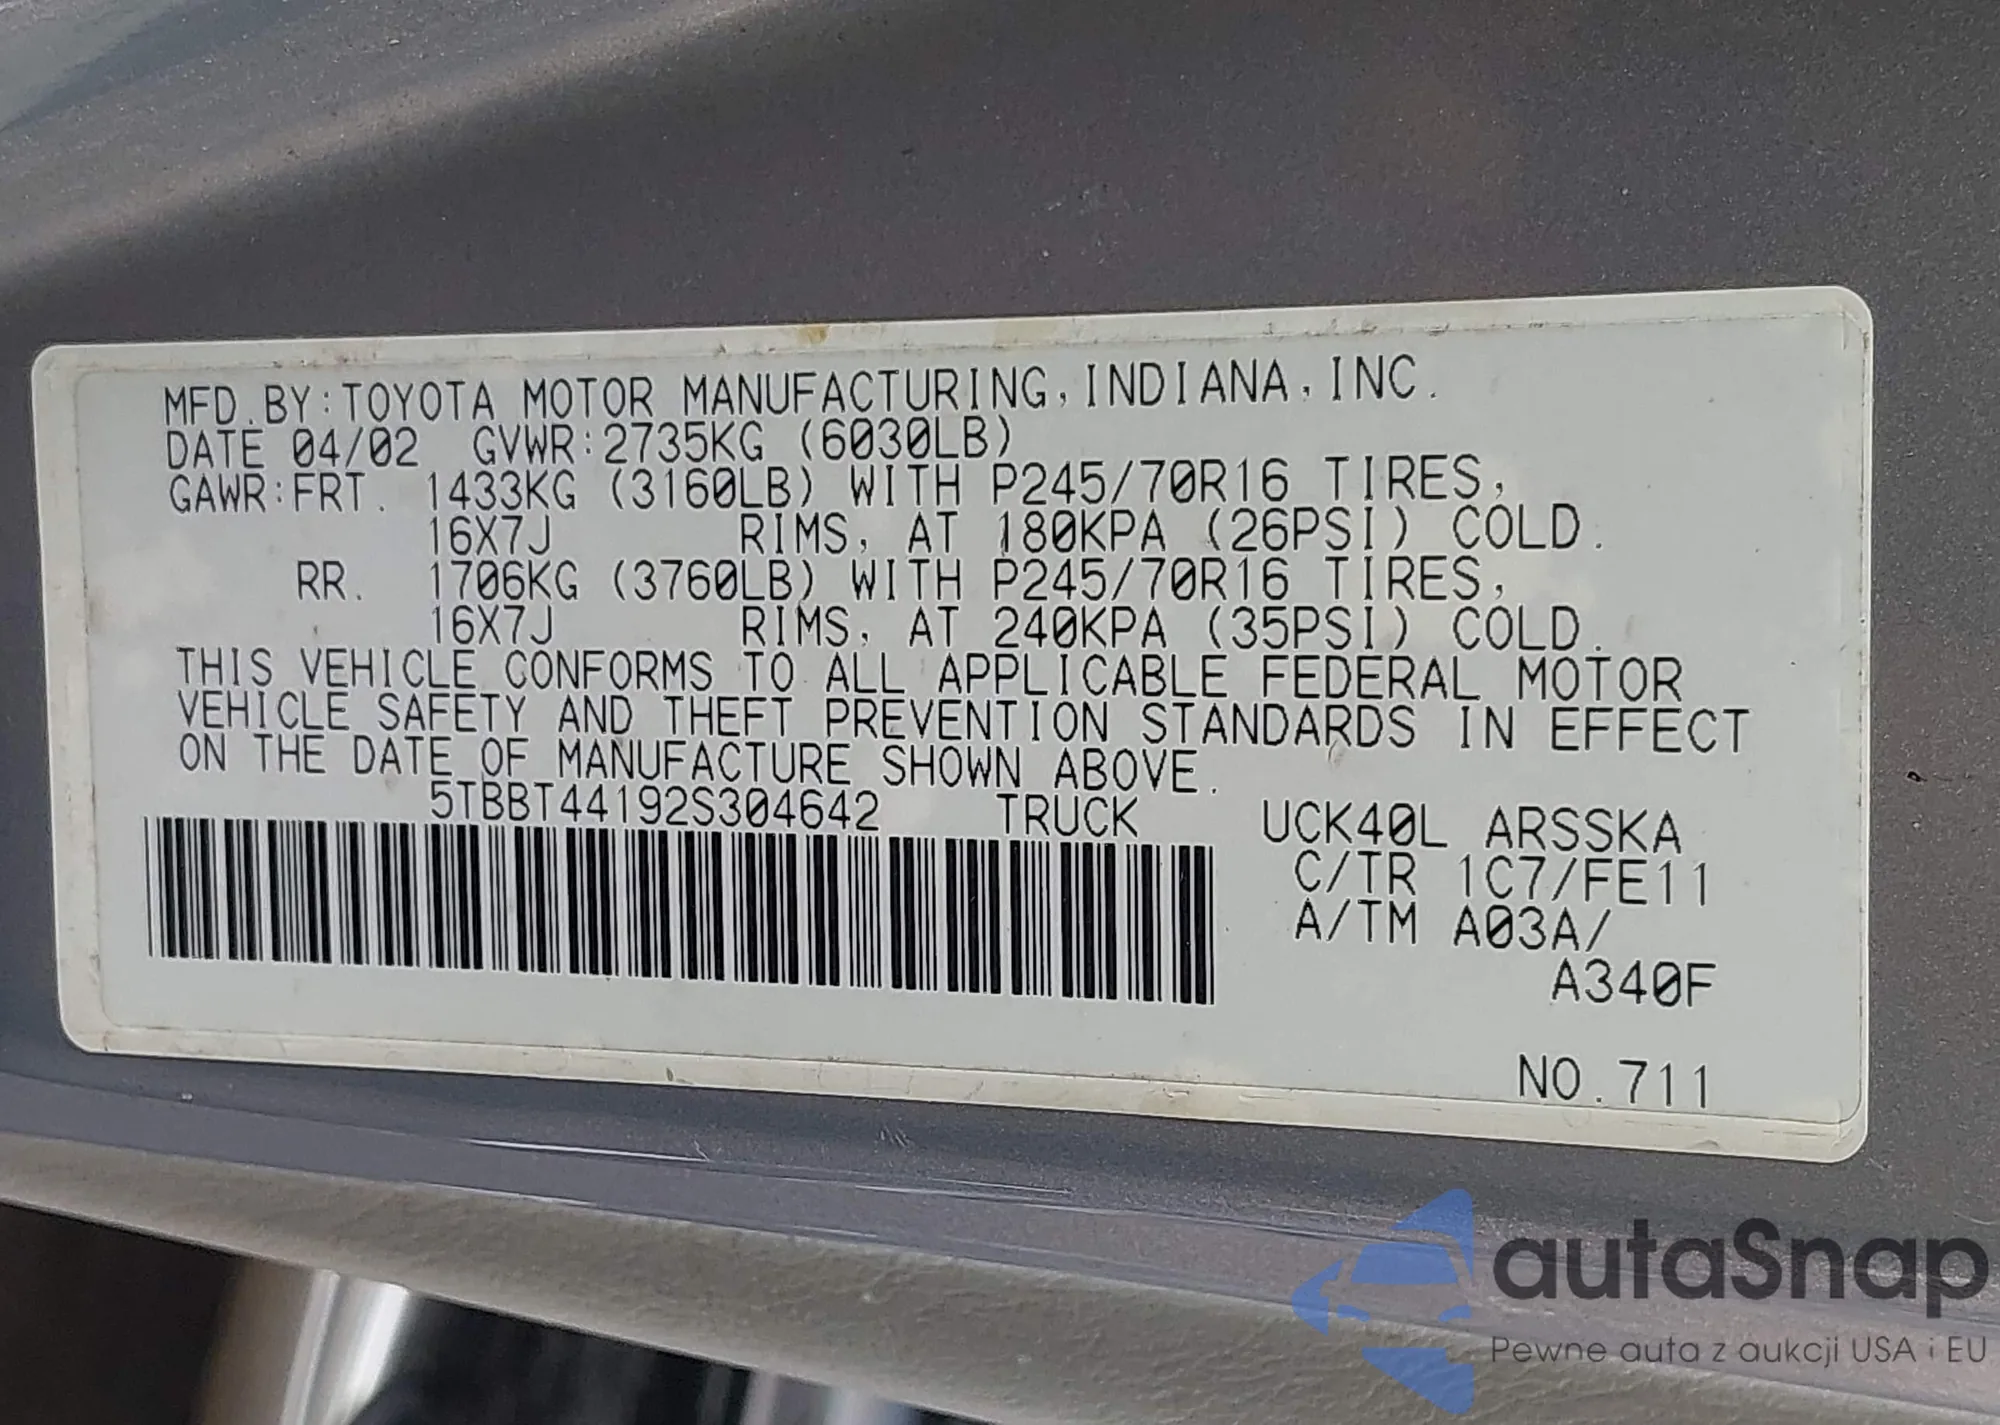 MFD.BY:TOYOTA MOTOR MANUFACTURING,INDIANA,INC.
DATE 04/02 GVWR:2735KG (6030LB)
GAWR:FRT. 1433KG (3160LB) WITH P245/70R16 TIRES,
16X7J RIMS, AT 180KPA (26PSI) COLD.
RR. 1706KG (3760LB) WITH P245/70R16 TIRES,
16X7J RIMS, AT 240KPA (35PSI) COLD.
THIS VEHICLE CONFORMS TO ALL APPLICABLE FEDERAL MOTOR
VEHICLE SAFETY AND THEFT PREVENTION STANDARDS IN EFFECT
ON THE DATE OF MANUFACTURE SHOWN ABOVE.
5TBBT44192S304642 TRUCK UCK40L ARSSKA
C/TR 1C7/FE11
A/TM A03A/
A340F
NO.711
autaSnap
Pewne auta z aukcji USA i EU